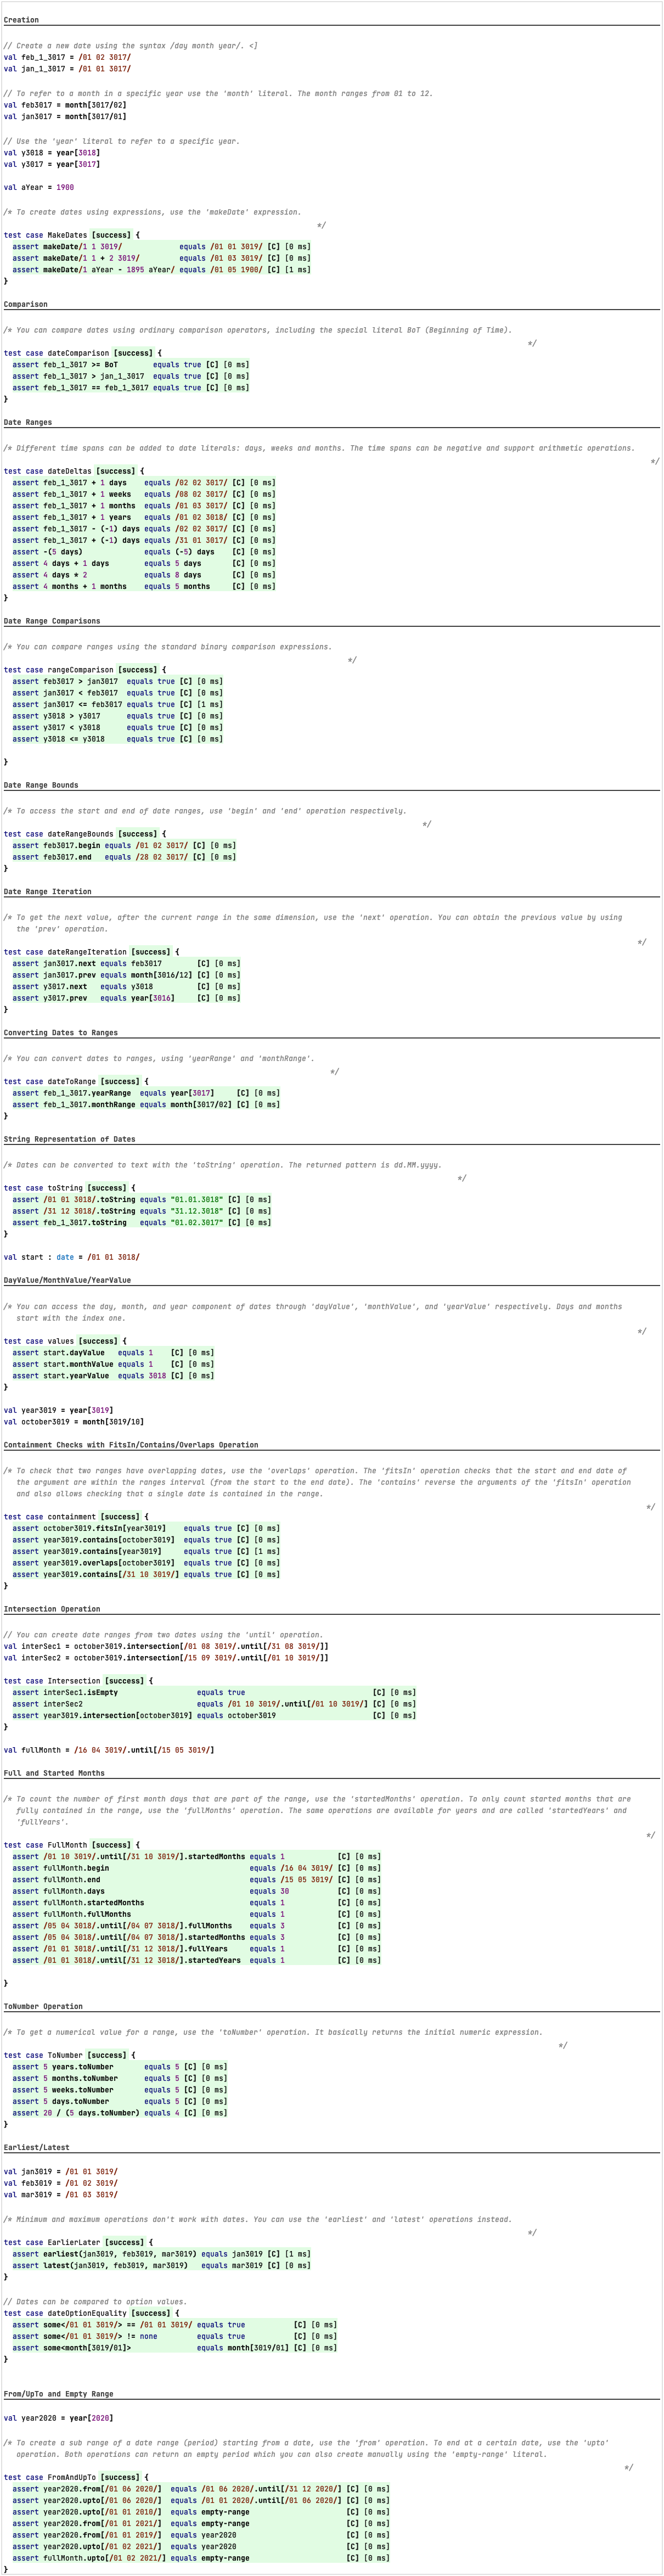 Creation
// Create a new date using the syntax /day month year/. <]
val feb_1_3017 = /01 02 3017/
val jan_1_3017 = /01 01 3017/
// To refer to a month in a specific year use the 'month' literal. The month ranges from 01 to 12.
val feb3017 = month[3017/02]
val jan3017 = month[3017/01]
// Use the 'year' literal to refer to a specific year.
val y3018 = year[3018]
val y3017 = year[3017]
val aYear = 1900
/* To create dates using expressions, use the 'makeDate' expression.
*/
test case MakeDates [success] {
assert makeDate/1 1 3019/ equals /01 01 3019/ [C] [0 ms]
assert makeDate/1 1 + 2 3019/ equals /01 03 3019/ [C] [0 ms]
assert makeDate/1 aYear - 1895 aYear/ equals /01 05 1900/ [C] [1 ms]
}
Comparison
/* You can compare dates using ordinary comparison operators, including the special literal BoT (Beginning of Time).
*/
test case dateComparison [success] {
assert feb_1_3017 >= BoT equals true [C] [0 ms]
assert feb_1_3017 > jan_1_3017 equals true [C] [0 ms]
assert feb_1_3017 == feb_1_3017 equals true [C] [0 ms]
}
Date Ranges
/* Different time spans can be added to date literals: days, weeks and months. The time spans can be negative and support arithmetic operations.
*/
test case dateDeltas [success] {
assert feb_1_3017 + 1 days equals /02 02 3017/ [C] [0 ms]
assert feb_1_3017 + 1 weeks equals /08 02 3017/ [C] [0 ms]
assert feb_1_3017 + 1 months equals /01 03 3017/ [C] [0 ms]
assert feb_1_3017 + 1 years equals /01 02 3018/ [C] [0 ms]
assert feb_1_3017 - (-1) days equals /02 02 3017/ [C] [0 ms]
assert feb_1_3017 + (-1) days equals /31 01 3017/ [C] [0 ms]
assert -(5 days) equals (-5) days [C] [0 ms]
assert 4 days + 1 days equals 5 days [C] [0 ms]
assert 4 days * 2 equals 8 days [C] [0 ms]
assert 4 months + 1 months equals 5 months [C] [0 ms]
}
Date Range Comparisons
/* You can compare ranges using the standard binary comparison expressions.
*/
test case rangeComparison [success] {
assert feb3017 > jan3017 equals true [C] [0 ms]
assert jan3017 < feb3017 equals true [C] [0 ms]
assert jan3017 <= feb3017 equals true [C] [1 ms]
assert y3018 > y3017 equals true [C] [0 ms]
assert y3017 < y3018 equals true [C] [0 ms]
assert y3018 <= y3018 equals true [C] [0 ms]
}
Date Range Bounds
/* To access the start and end of date ranges, use 'begin' and 'end' operation respectively.
*/
test case dateRangeBounds [success] {
assert feb3017.begin equals /01 02 3017/ [C] [0 ms]
assert feb3017.end equals /28 02 3017/ [C] [0 ms]
}
Date Range Iteration
/* To get the next value, after the current range in the same dimension, use the 'next' operation. You can obtain the previous value by using
the 'prev' operation.
*/
test case dateRangeIteration [success] {
assert jan3017.next equals feb3017 [C] [0 ms]
assert jan3017.prev equals month[3016/12] [C] [0 ms]
assert y3017.next equals y3018 [C] [0 ms]
assert y3017.prev equals year[3016] [C] [0 ms]
}
Converting Dates to Ranges
/* You can convert dates to ranges, using 'yearRange' and 'monthRange'.
*/
test case dateToRange [success] {
assert feb_1_3017.yearRange equals year[3017] [C] [0 ms]
assert feb_1_3017.monthRange equals month[3017/02] [C] [0 ms]
}
String Representation of Dates
/* Dates can be converted to text with the 'toString' operation. The returned pattern is dd.MM.yyyy.
*/
test case toString [success] {
assert /01 01 3018/.toString equals "01.01.3018" [C] [0 ms]
assert /31 12 3018/.toString equals "31.12.3018" [C] [0 ms]
assert feb_1_3017.toString equals "01.02.3017" [C] [0 ms]
}
val start : date = /01 01 3018/
DayValue/MonthValue/YearValue
/* You can access the day, month, and year component of dates through 'dayValue', 'monthValue', and 'yearValue' respectively. Days and months
start with the index one.
*/
test case values [success] {
assert start.dayValue equals 1 [C] [0 ms]
assert start.monthValue equals 1 [C] [0 ms]
assert start.yearValue equals 3018 [C] [0 ms]
}
val year3019 = year[3019]
val october3019 = month[3019/10]
Containment Checks with FitsIn/Contains/Overlaps Operation
/* To check that two ranges have overlapping dates, use the 'overlaps' operation. The 'fitsIn' operation checks that the start and end date of
the argument are within the ranges interval (from the start to the end date). The 'contains' reverse the arguments of the 'fitsIn' operation
and also allows checking that a single date is contained in the range.
*/
test case containment [success] {
assert october3019.fitsIn[year3019] equals true [C] [0 ms]
assert year3019.contains[october3019] equals true [C] [0 ms]
assert year3019.contains[year3019] equals true [C] [1 ms]
assert year3019.overlaps[october3019] equals true [C] [0 ms]
assert year3019.contains[/31 10 3019/] equals true [C] [0 ms]
}
Intersection Operation
// You can create date ranges from two dates using the 'until' operation.
val interSec1 = october3019.intersection[/01 08 3019/.until[/31 08 3019/]]
val interSec2 = october3019.intersection[/15 09 3019/.until[/01 10 3019/]]
test case Intersection [success] {
assert interSec1.isEmpty equals true [C] [0 ms]
assert interSec2 equals /01 10 3019/.until[/01 10 3019/] [C] [0 ms]
assert year3019.intersection[october3019] equals october3019 [C] [0 ms]
}
val fullMonth = /16 04 3019/.until[/15 05 3019/]
Full and Started Months
/* To count the number of first month days that are part of the range, use the 'startedMonths' operation. To only count started months that are
fully contained in the range, use the 'fullMonths' operation. The same operations are available for years and are called 'startedYears' and
'fullYears'.
*/
test case FullMonth [success] {
assert /01 10 3019/.until[/31 10 3019/].startedMonths equals 1 [C] [0 ms]
assert fullMonth.begin equals /16 04 3019/ [C] [0 ms]
assert fullMonth.end equals /15 05 3019/ [C] [0 ms]
assert fullMonth.days equals 30 [C] [0 ms]
assert fullMonth.startedMonths equals 1 [C] [0 ms]
assert fullMonth.fullMonths equals 1 [C] [0 ms]
assert /05 04 3018/.until[/04 07 3018/].fullMonths equals 3 [C] [0 ms]
assert /05 04 3018/.until[/04 07 3018/].startedMonths equals 3 [C] [0 ms]
assert /01 01 3018/.until[/31 12 3018/].fullYears equals 1 [C] [0 ms]
assert /01 01 3018/.until[/31 12 3018/].startedYears equals 1 [C] [0 ms]
}
ToNumber Operation
/* To get a numerical value for a range, use the 'toNumber' operation. It basically returns the initial numeric expression.
*/
test case ToNumber [success] {
assert 5 years.toNumber equals 5 [C] [0 ms]
assert 5 months.toNumber equals 5 [C] [0 ms]
assert 5 weeks.toNumber equals 5 [C] [0 ms]
assert 5 days.toNumber equals 5 [C] [0 ms]
assert 20 / (5 days.toNumber) equals 4 [C] [0 ms]
}
Earliest/Latest
val jan3019 = /01 01 3019/
val feb3019 = /01 02 3019/
val mar3019 = /01 03 3019/
/* Minimum and maximum operations don't work with dates. You can use the 'earliest' and 'latest' operations instead.
*/
test case EarlierLater [success] {
assert earliest(jan3019, feb3019, mar3019) equals jan3019 [C] [1 ms]
assert latest(jan3019, feb3019, mar3019) equals mar3019 [C] [0 ms]
}
// Dates can be compared to option values.
test case dateOptionEquality [success] {
assert some</01 01 3019/> == /01 01 3019/ equals true [C] [0 ms]
assert some</01 01 3019/> != none equals true [C] [0 ms]
assert some<month[3019/01]> equals month[3019/01] [C] [0 ms]
}
From/UpTo and Empty Range
val year2020 = year[2020]
/* To create a sub range of a date range (period) starting from a date, use the 'from' operation. To end at a certain date, use the 'upto'
operation. Both operations can return an empty period which you can also create manually using the 'empty-range' literal.
*/
test case FromAndUpTo [success] {
assert year2020.from[/01 06 2020/] equals /01 06 2020/.until[/31 12 2020/] [C] [0 ms]
assert year2020.upto[/01 06 2020/] equals /01 01 2020/.until[/01 06 2020/] [C] [0 ms]
assert year2020.upto[/01 01 2010/] equals empty-range [C] [0 ms]
assert year2020.from[/01 01 2021/] equals empty-range [C] [0 ms]
assert year2020.from[/01 01 2019/] equals year2020 [C] [0 ms]
assert year2020.upto[/01 02 2021/] equals year2020 [C] [0 ms]
assert fullMonth.upto[/01 02 2021/] equals empty-range [C] [0 ms]
}